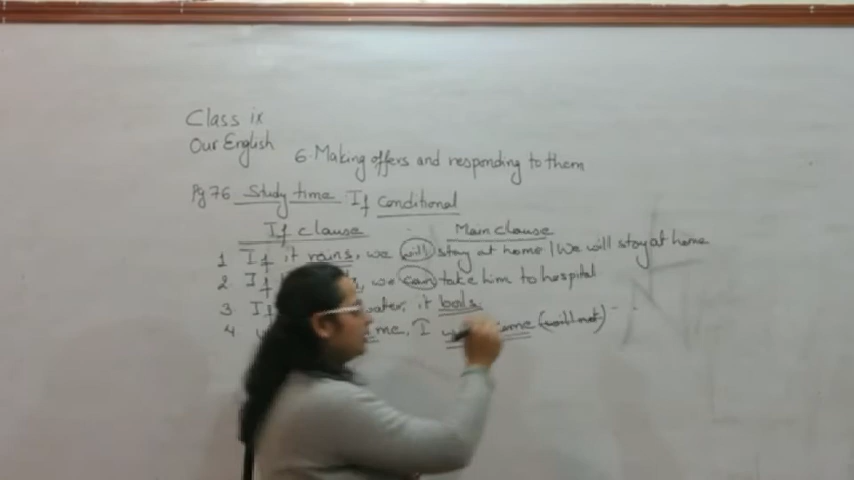 Class ix
Our English
6. Making offers and responding to them
Pg 76 Study time If Conditional
If clause Main clause
1 If it rains, we will stay at home / We will stay at home
2 If we can take him to hospital
3 If water, it boils.
4 me, I come (will not)